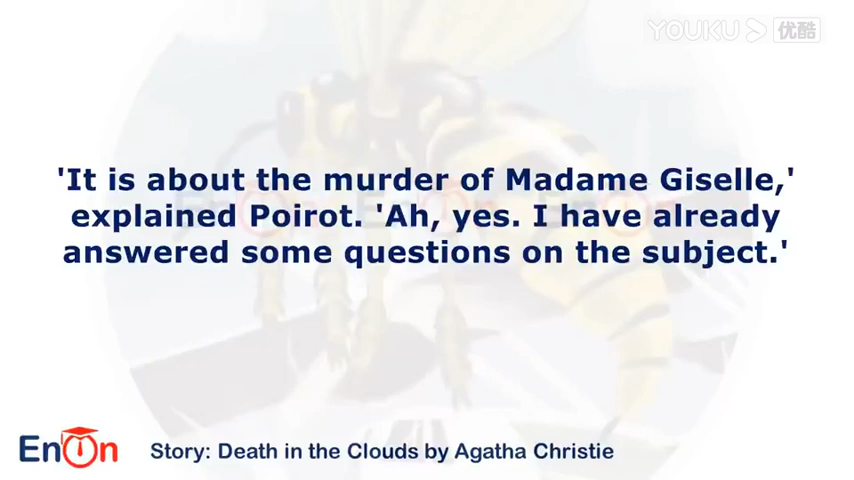 YOUKU 优酷
'It is about the murder of Madame Giselle,'
explained Poirot. 'Ah, yes. I have already
answered some questions on the subject.'
EnOn
Story: Death in the Clouds by Agatha Christie